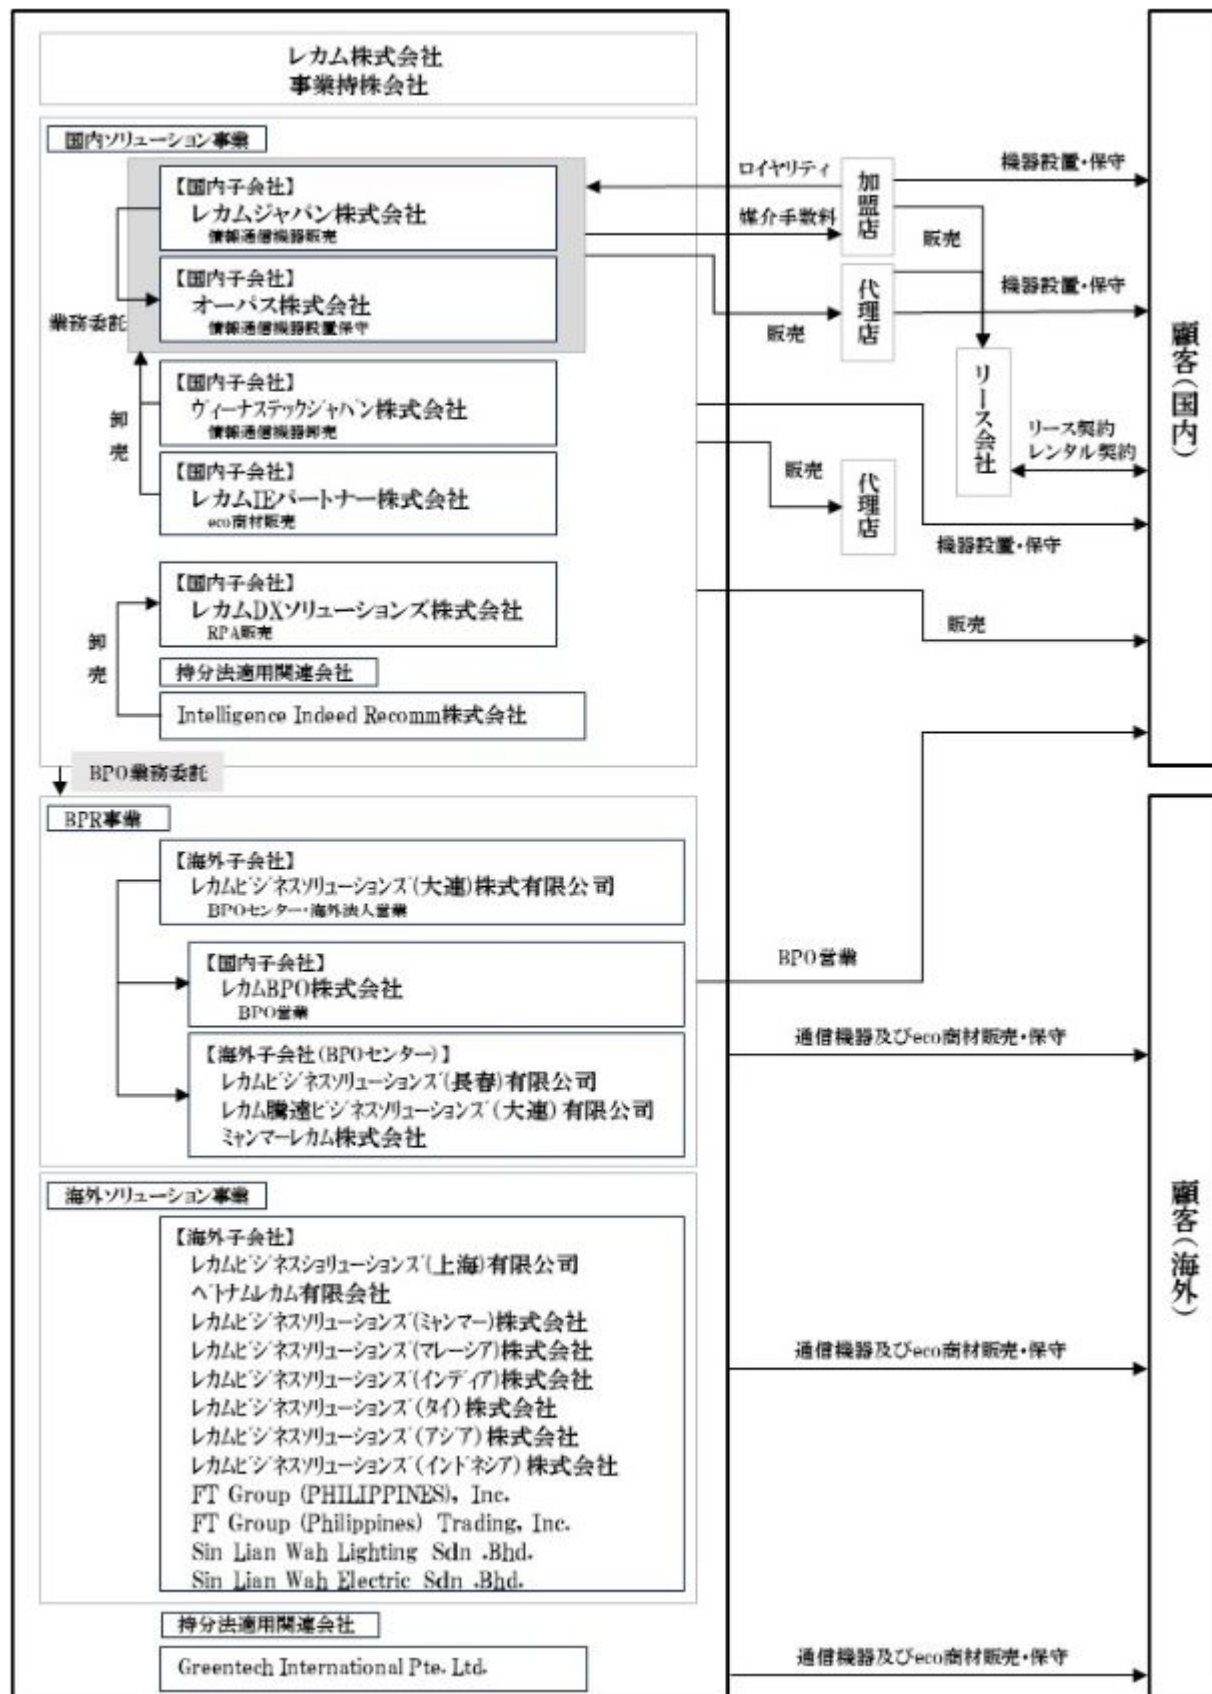 レカム株式会社
事業持株会社
国内ソリューション事業
【国内子会社】
レカムジャパン株式会社
情報通信機器販売
【国内子会社】
オーパス株式会社
情報通信機器設置保守
業務委託
【国内子会社】
ヴィーナステックジャパン株式会社
情報通信機器卸売
【国内子会社】
レカムIEパートナー株式会社
eco商材販売
卸売
【国内子会社】
レカムDXソリューションズ株式会社
RPA販売
卸売
持分法適用関連会社
Intelligence Indeed Recomm株式会社
ロイヤリティ
媒介手数料
加盟店
機器設置・保守
販売
代理店
機器設置・保守
販売
リース会社
リース契約
レンタル契約
販売
代理店
機器設置・保守
販売
顧客(国内)
BPO業務委託
BPR事業
【海外子会社】
レカムビジネスソリューションズ(大連)株式有限公司
BPOセンター・海外法人営業
【国内子会社】
レカムBPO株式会社
BPO営業
BPO営業
【海外子会社(BPOセンター)】
レカムビジネスソリューションズ(長春)有限公司
レカム騰遠ビジネスソリューションズ(大連)有限公司
ミャンマーレカム株式会社
通信機器及びeco商材販売・保守
海外ソリューション事業
【海外子会社】
レカムビジネスショリューションズ(上海)有限公司
ベトナムレカム有限会社
レカムビジネスソリューションズ(ミャンマー)株式会社
レカムビジネスソリューションズ(マレーシア)株式会社
レカムビジネスソリューションズ(インディア)株式会社
レカムビジネスソリューションズ(タイ)株式会社
レカムビジネスソリューションズ(アジア)株式会社
レカムビジネスソリューションズ(インドネシア)株式会社
FT Group (PHILIPPINES), Inc.
FT Group (Philippines) Trading, Inc.
Sin Lian Wah Lighting Sdn .Bhd.
Sin Lian Wah Electric Sdn .Bhd.
通信機器及びeco商材販売・保守
顧客(海外)
持分法適用関連会社
Greentech International Pte. Ltd.
通信機器及びeco商材販売・保守